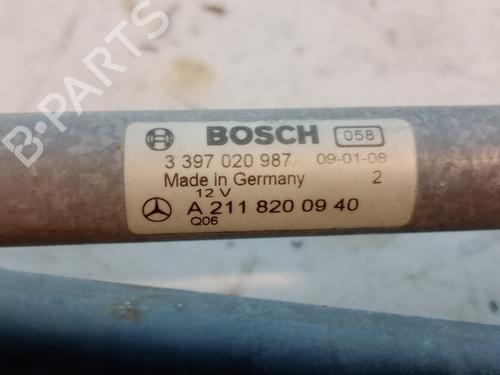 BOSCH 058
3 397 020 987 09-01-08
Made in Germany 2
12 V
A 211 820 09 40
Q06
B-PARTS